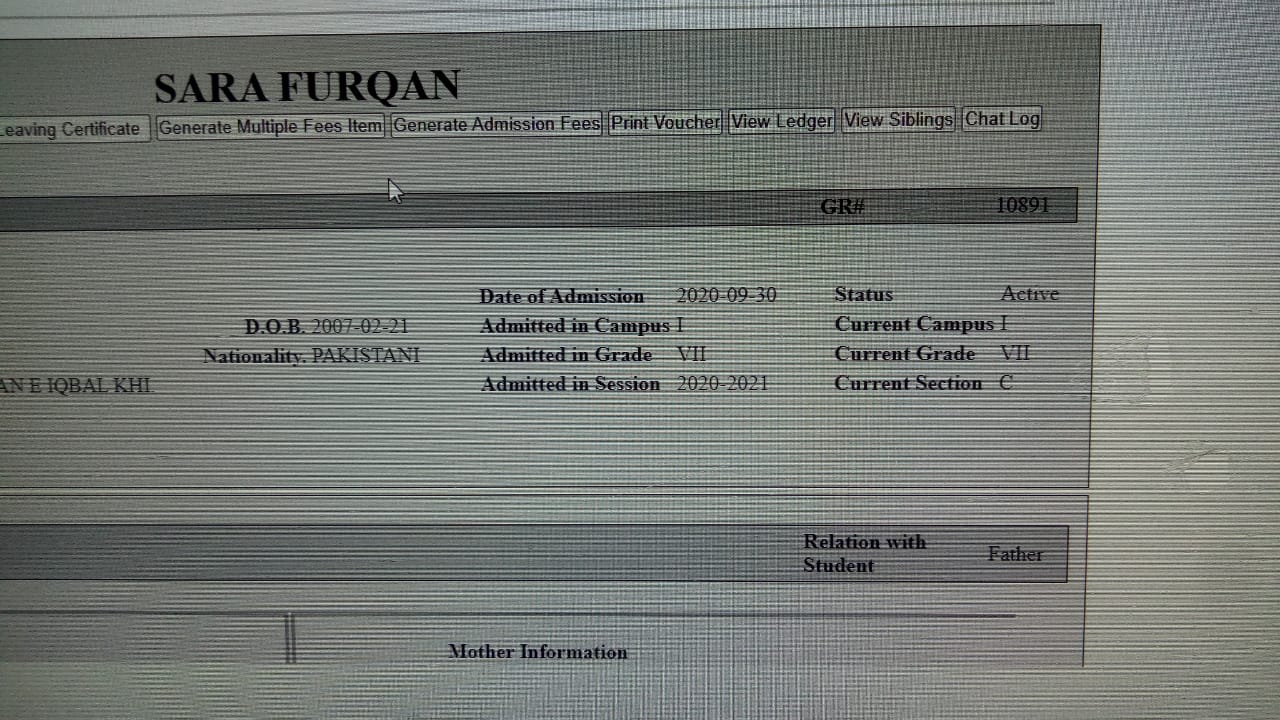 SARA FURQAN
Leaving Certificate Generate Multiple Fees Item Generate Admission Fees Print Voucher View Ledger View Siblings Chat Log
GR# 10891
Date of Admission 2020-09-30 Status Active
D.O.B. 2007-02-21 Admitted in Campus I Current Campus I
Nationality. PAKISTANI Admitted in Grade VII Current Grade VII
AN E IQBAL KHI. Admitted in Session 2020-2021 Current Section C
Relation with
Student Father
Mother Information